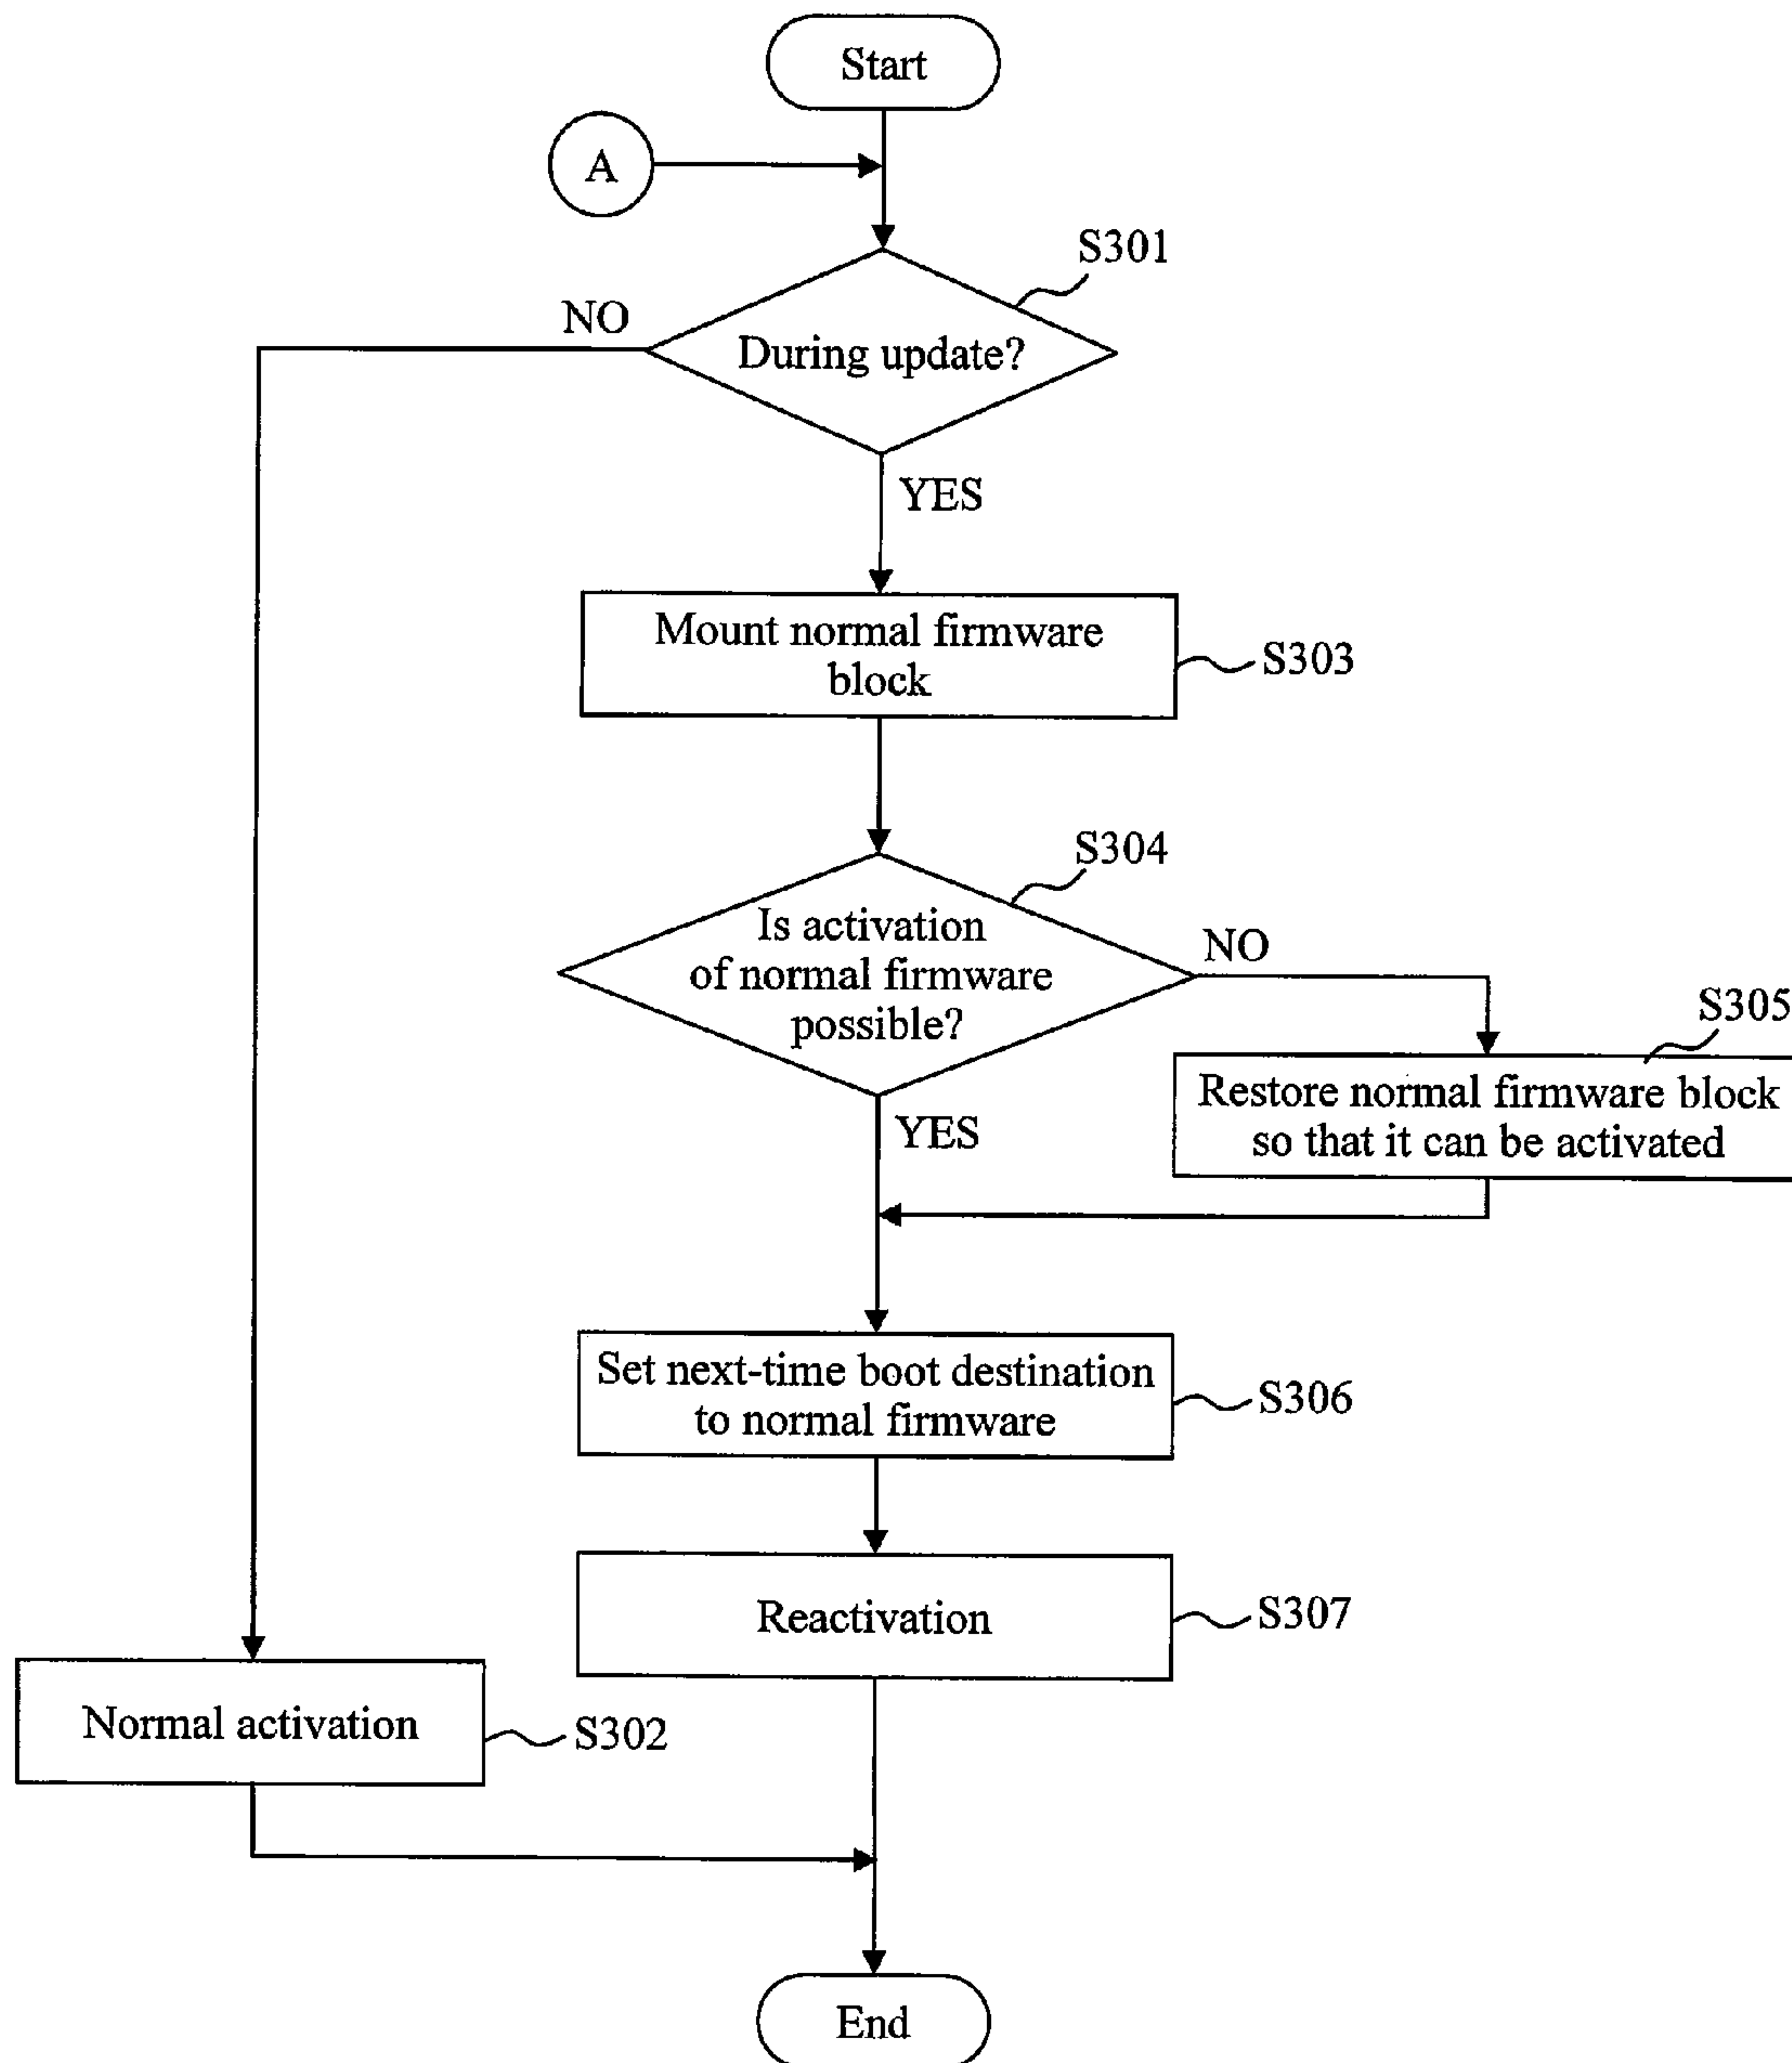 Start
A
S301
NO
During update?
YES
Mount normal firmware
block
S303
S304
Is activation
of normal firmware
possible?
NO
S305
Restore normal firmware block
so that it can be activated
YES
Set next-time boot destination
to normal firmware
S306
Reactivation
S307
Normal activation
S302
End